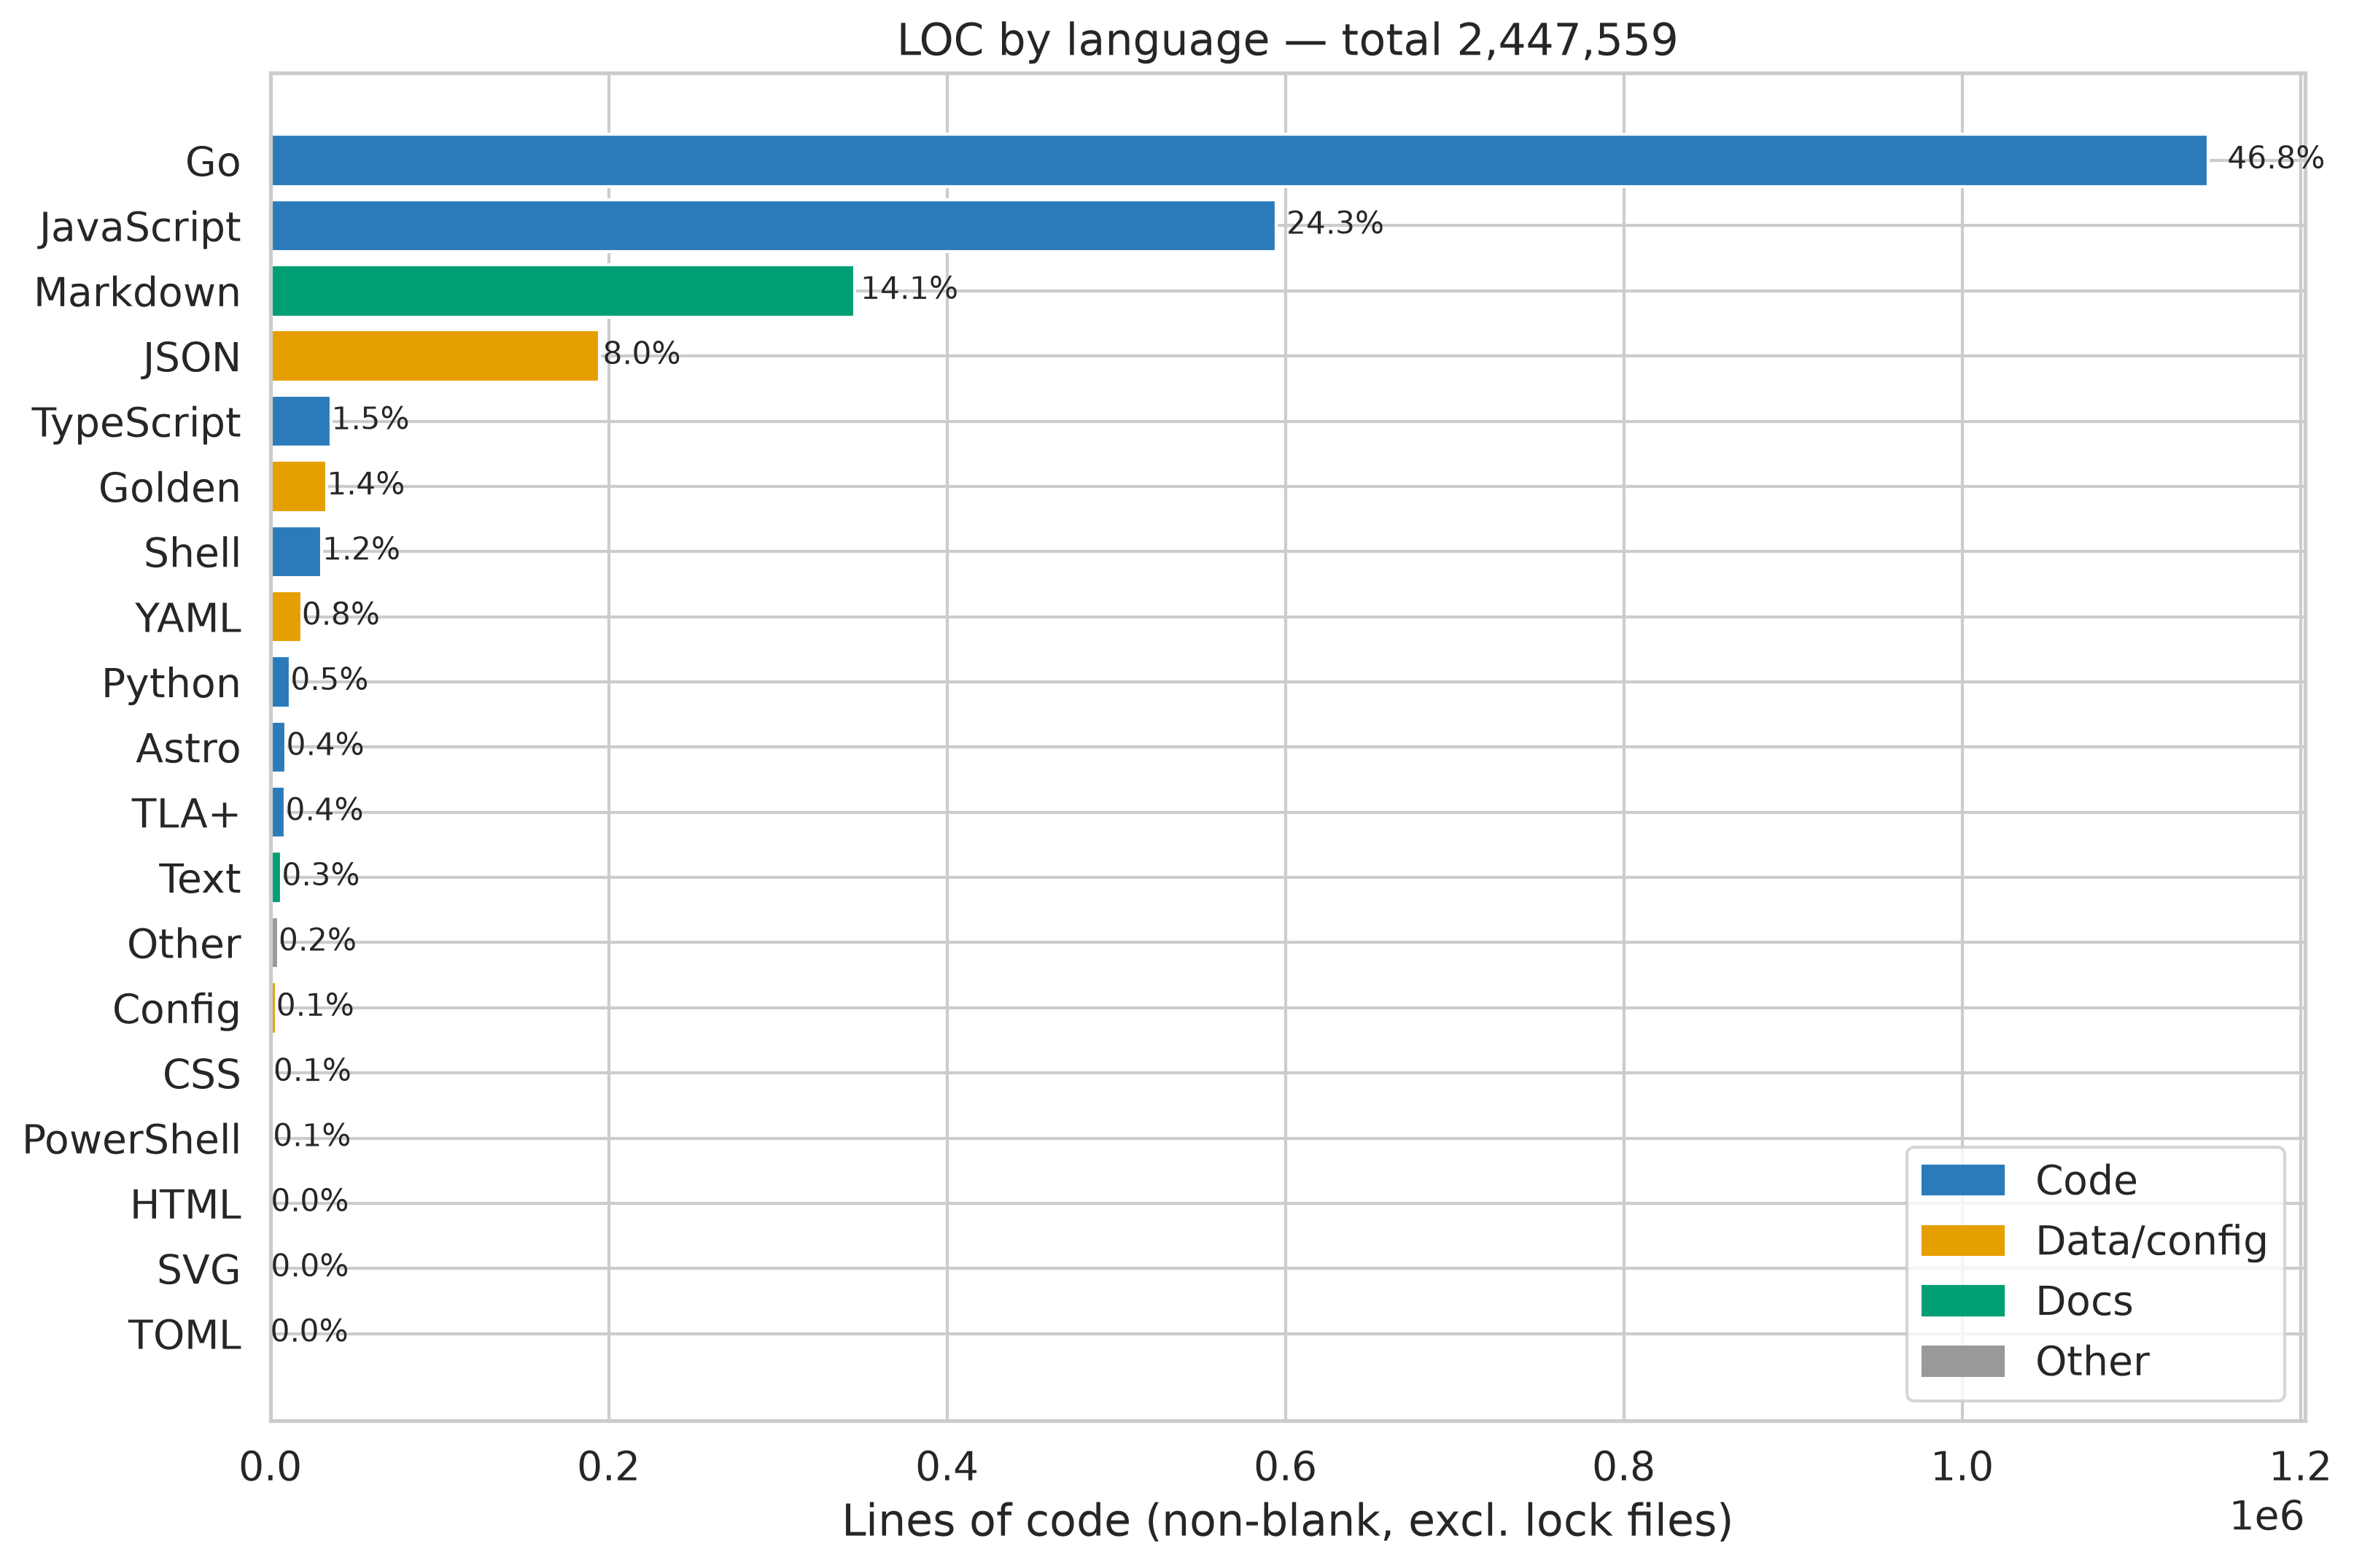 LOC by language — total 2,447,559
Go 46.8%
JavaScript 24.3%
Markdown 14.1%
JSON 8.0%
TypeScript 1.5%
Golden 1.4%
Shell 1.2%
YAML 0.8%
Python 0.5%
Astro 0.4%
TLA+ 0.4%
Text 0.3%
Other 0.2%
Config 0.1%
CSS 0.1%
PowerShell 0.1%
HTML 0.0%
SVG 0.0%
TOML 0.0%
Code
Data/config
Docs
Other
0.0 0.2 0.4 0.6 0.8 1.0 1.2
1e6
Lines of code (non-blank, excl. lock files)